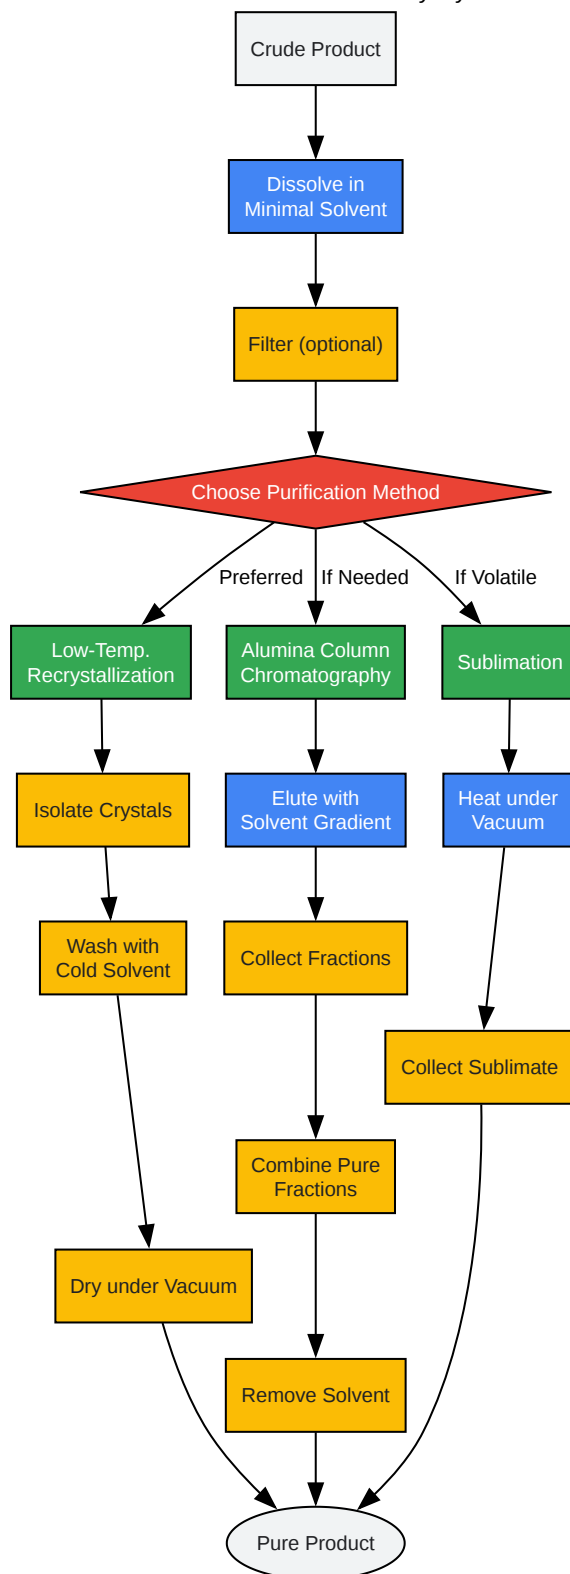 Crude Product
Dissolve in
Minimal Solvent
Filter (optional)
Choose Purification Method
Preferred
If Needed
If Volatile
Low-Temp.
Recrystallization
Alumina Column
Chromatography
Sublimation
Isolate Crystals
Elute with
Solvent Gradient
Heat under
Vacuum
Wash with
Cold Solvent
Collect Fractions
Collect Sublimate
Combine Pure
Fractions
Dry under Vacuum
Remove Solvent
Pure Product